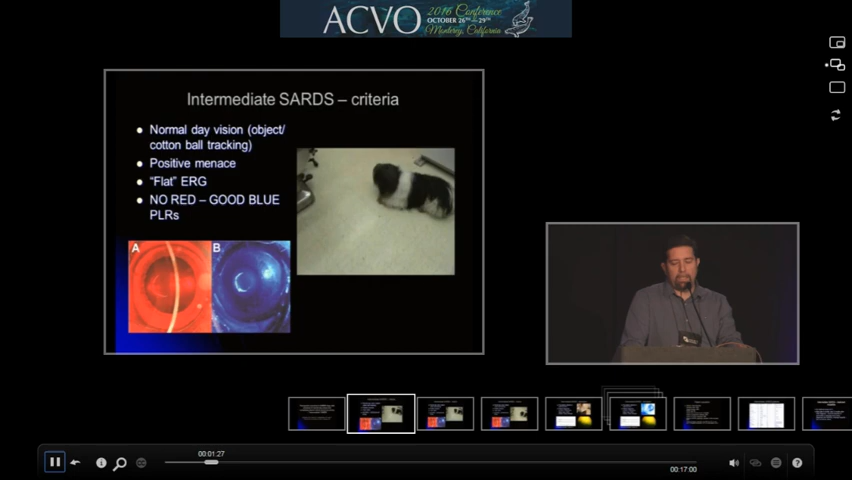 ACVO
2016 Conference
OCTOBER 26TH—29TH
Monterey, California
Intermediate SARDS – criteria
Normal day vision (object/
cotton ball tracking)
Positive menace
“Flat” ERG
NO RED – GOOD BLUE
PLRs
A
B
00:01:27
00:17:00